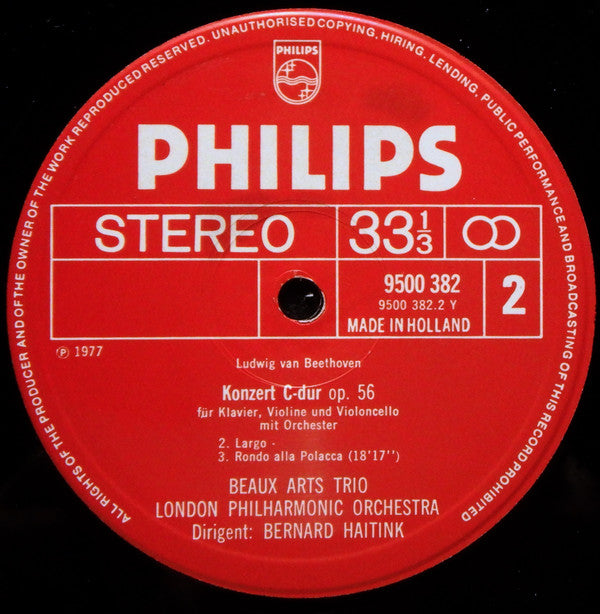 ALL RIGHTS OF THE PRODUCER AND OF THE OWNER OF THE WORK REPRODUCED RESERVED. UNAUTHORISED COPYING, HIRING, LENDING, PUBLIC PERFORMANCE AND BROADCASTING OF THIS RECORD PROHIBITED
PHILIPS
PHILIPS
STEREO
33 1/3
9500 382
9500 382.2 Y
MADE IN HOLLAND
2
℗ 1977
Ludwig van Beethoven
Konzert C-dur op. 56
für Klavier, Violine und Violoncello
mit Orchester
2. Largo -
3. Rondo alla Polacca (18'17'')
BEAUX ARTS TRIO
LONDON PHILHARMONIC ORCHESTRA
Dirigent: BERNARD HAITINK